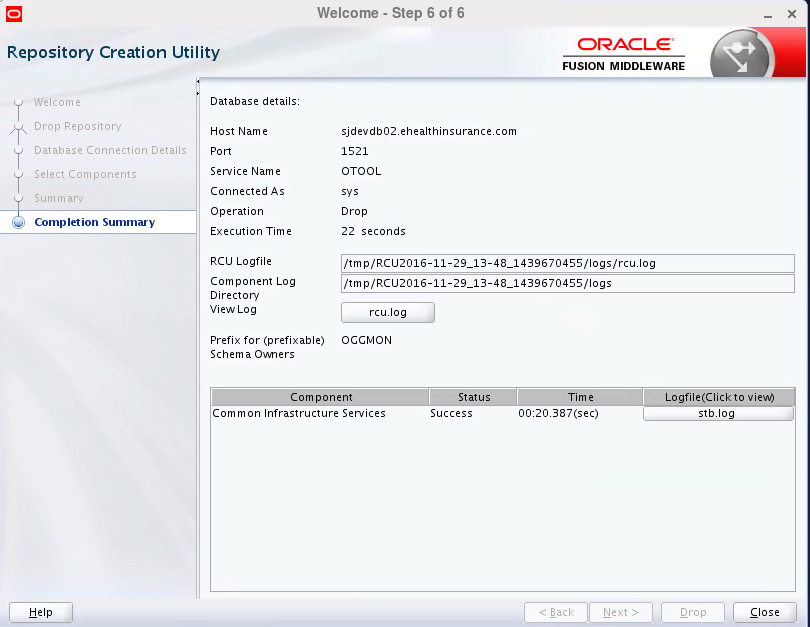 Welcome - Step 6 of 6
Repository Creation Utility
ORACLE
FUSION MIDDLEWARE
Welcome
Drop Repository
Database Connection Details
Select Components
Summary
Completion Summary
Database details:
Host Name sjdevdb02.ehealthinsurance.com
Port 1521
Service Name OTOOL
Connected As sys
Operation Drop
Execution Time 22 seconds
RCU Logfile /tmp/RCU2016-11-29_13-48_1439670455/logs/rcu.log
Component Log /tmp/RCU2016-11-29_13-48_1439670455/logs
Directory
View Log rcu.log
Prefix for (prefixable) OGGMON
Schema Owners
Component Status Time Logfile(Click to view)
Common Infrastructure Services Success 00:20.387(sec) stb.log
Help < Back Next > Drop Close